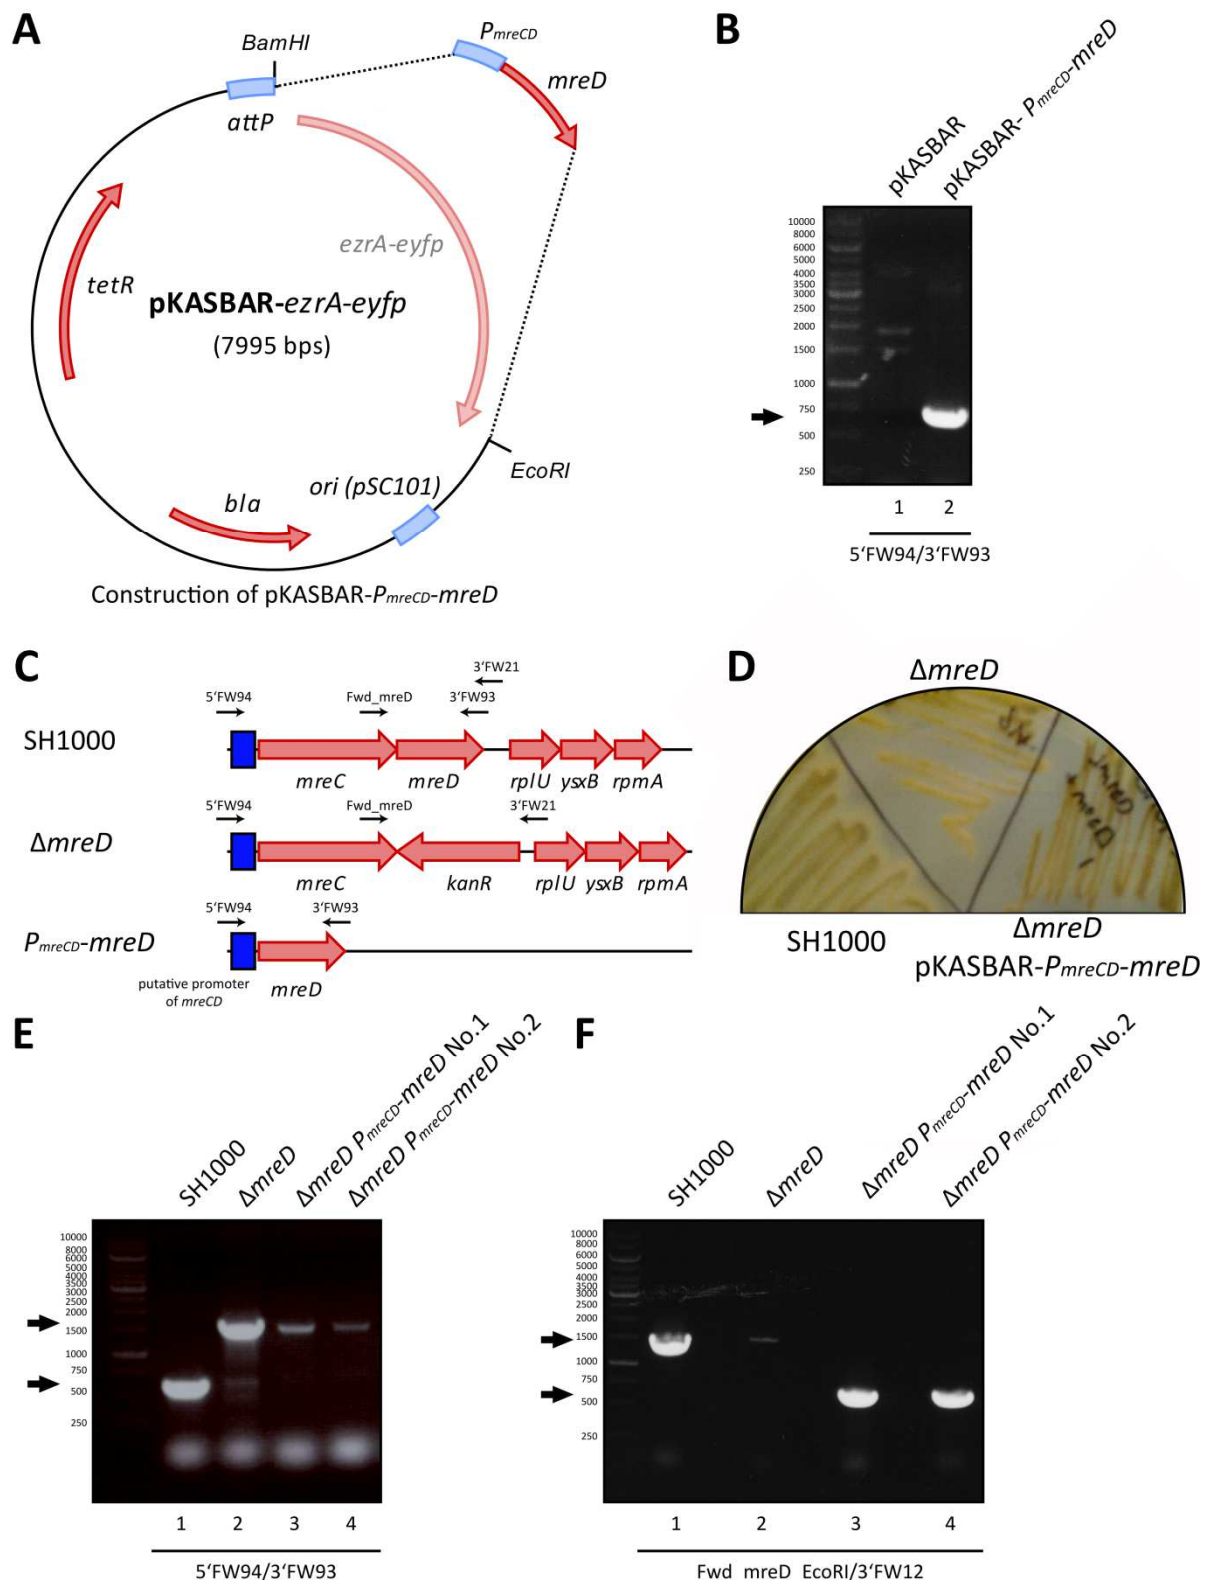 A
BamHI
PmreCD
mreD
attP
ezrA-eyfp
tetR
pKASBAR-ezrA-eyfp
(7995 bps)
EcoRI
ori (pSC101)
bla
Construction of pKASBAR-PmreCD-mreD
B
pKASBAR
pKASBAR- PmreCD-mreD
10000
8000
6000
5000
4000
3500
3000
2500
2000
1500
1000
750
500
250
1 2
5‘FW94/3‘FW93
C
3‘FW21
5‘FW94 Fwd_mreD 3‘FW93
SH1000
mreC mreD rplU ysxB rpmA
5‘FW94 Fwd_mreD 3‘FW21
ΔmreD
mreC kanR rplU ysxB rpmA
5‘FW94 3‘FW93
PmreCD-mreD
putative promoter
of mreCD
mreD
D
ΔmreD
SH1000
ΔmreD
pKASBAR-PmreCD-mreD
E
SH1000
ΔmreD
ΔmreD PmreCD-mreD No.1
ΔmreD PmreCD-mreD No.2
10000
8000
6000
5000
4000
3500
3000
2500
2000
1500
1000
750
500
250
1 2 3 4
5‘FW94/3‘FW93
F
SH1000
ΔmreD
ΔmreD PmreCD-mreD No.1
ΔmreD PmreCD-mreD No.2
10000
8000
6000
5000
4000
3500
3000
2500
2000
1500
1000
750
500
250
1 2 3 4
Fwd mreD EcoRI/3‘FW12